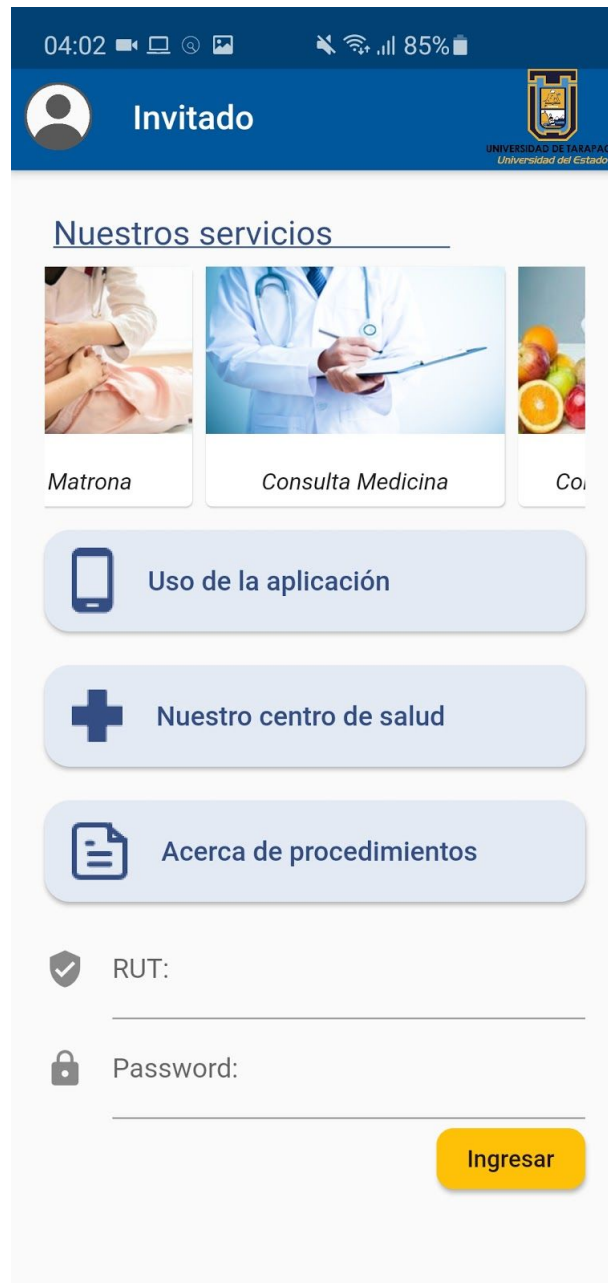 04:02 85%
Invitado
UNIVERSIDAD DE TARAPAC
Universidad del Estado
Nuestros servicios
Matrona
Consulta Medicina
Co
Uso de la aplicación
Nuestro centro de salud
Acerca de procedimientos
RUT:
Password:
Ingresar